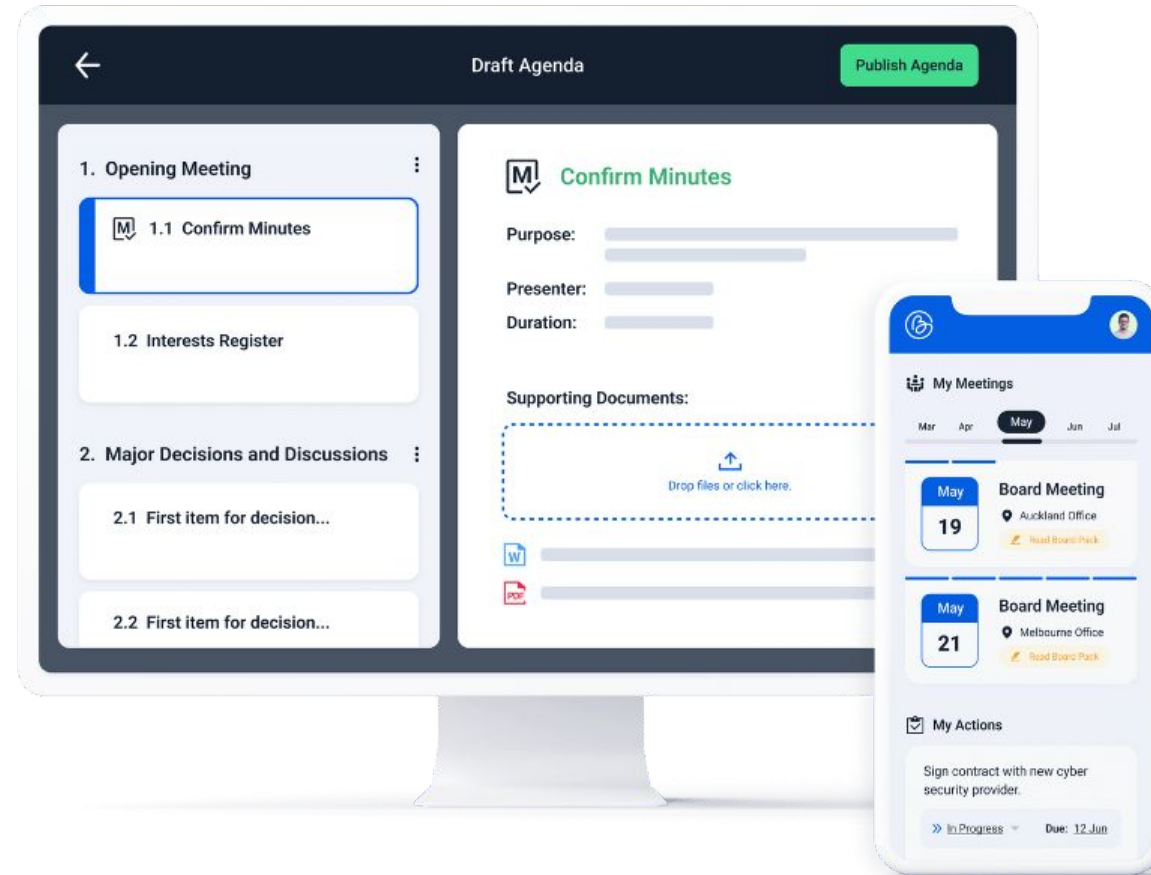 Draft Agenda
Publish Agenda
1. Opening Meeting
M 1.1 Confirm Minutes
1.2 Interests Register
2. Major Decisions and Discussions
2.1 First item for decision...
2.2 First item for decision...
M Confirm Minutes
Purpose:
Presenter:
Duration:
Supporting Documents:
Drop files or click here.
W
PDF
B
My Meetings
Mar Apr May Jun Jul
May
19
Board Meeting
Auckland Office
Read Board Pack
May
21
Board Meeting
Melbourne Office
Read Board Pack
My Actions
Sign contract with new cyber
security provider.
In Progress Due: 12 Jun